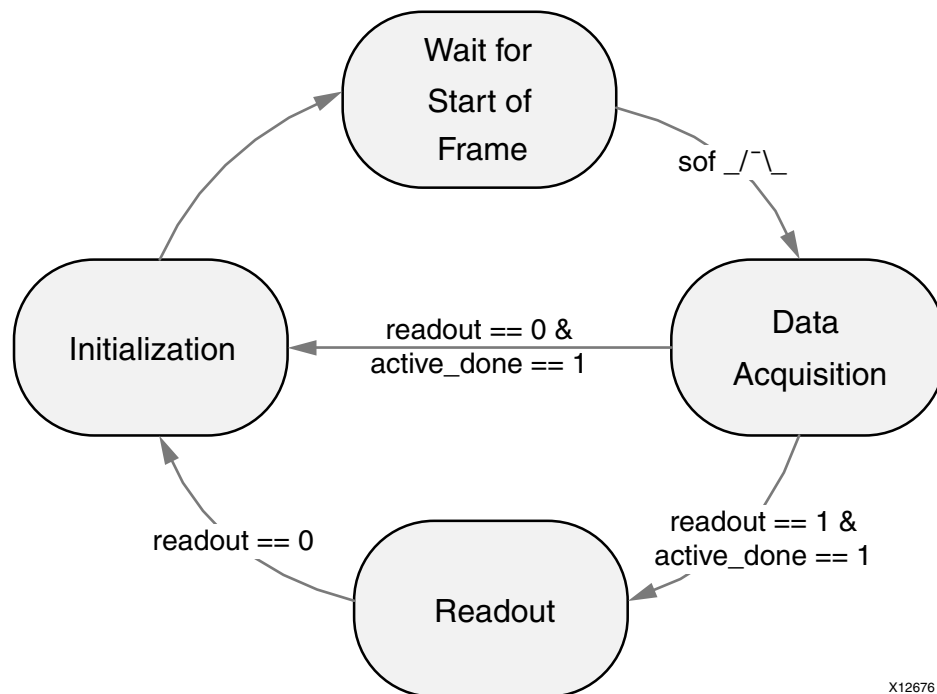 Wait for
Start of
Frame
sof _/¯\_
Initialization
readout == 0 &
active_done == 1
Data
Acquisition
readout == 0
readout == 1 &
active_done == 1
Readout
X12676